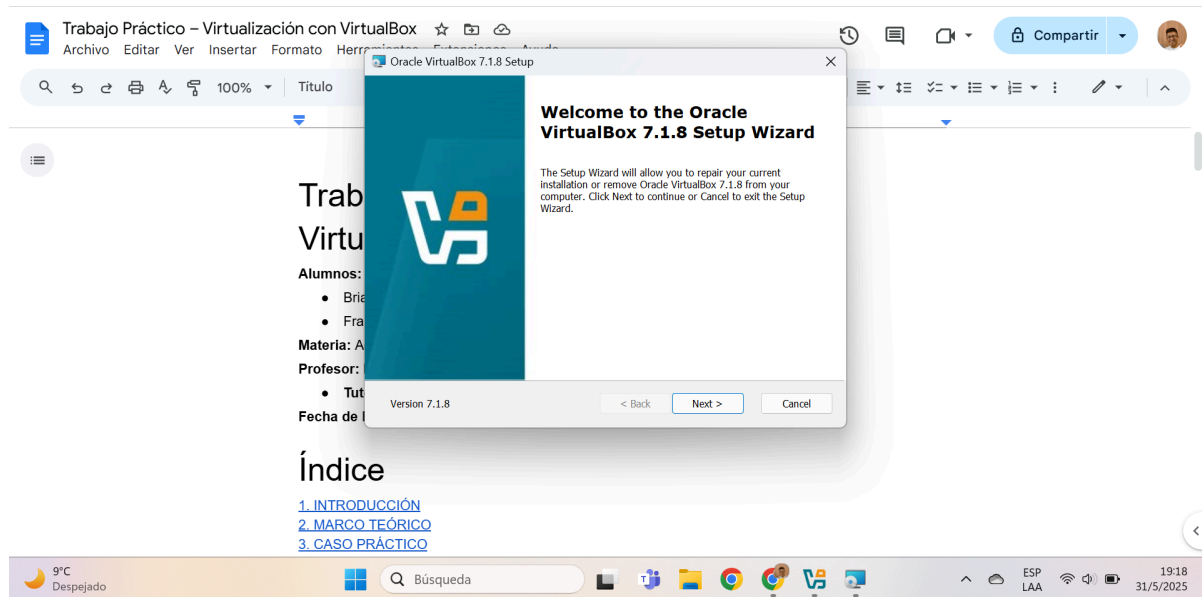 Trabajo Práctico – Virtualización con VirtualBox
Archivo Editar Ver Insertar Formato
Compartir
Oracle VirtualBox 7.1.8 Setup
100%
Título
Welcome to the Oracle
VirtualBox 7.1.8 Setup Wizard
The Setup Wizard will allow you to repair your current
installation or remove Oracle VirtualBox 7.1.8 from your
computer. Click Next to continue or Cancel to exit the Setup
Wizard.
Version 7.1.8
< Back
Next >
Cancel
Trab
Virtu
Alumnos:
● Bria
● Fra
Materia: A
Profesor:
● Tut
Fecha de
Índice
1. INTRODUCCIÓN
2. MARCO TEÓRICO
3. CASO PRÁCTICO
9°C
Despejado
Búsqueda
ESP
LAA
19:18
31/5/2025